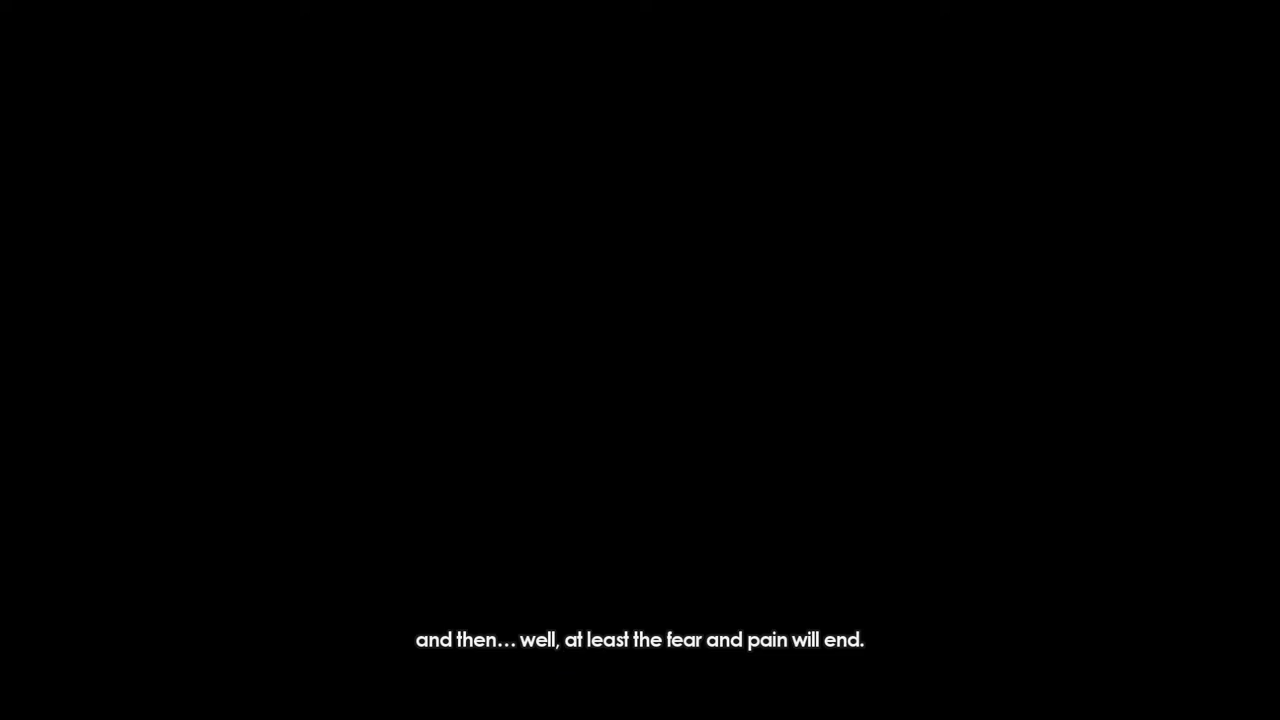 and then... well, at least the fear and pain will end.